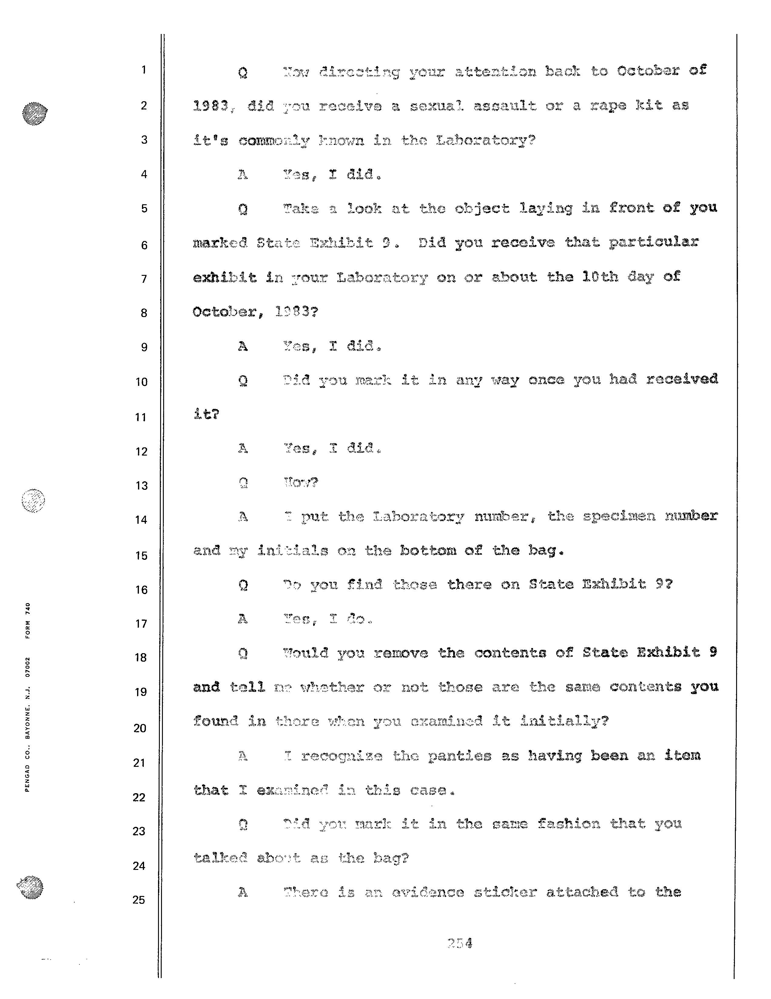 1 Q Now directing your attention back to October of
2 1983, did you receive a sexual assault or a rape kit as
3 it's commonly known in the Laboratory?
4 A Yes, I did.
5 Q Take a look at the object laying in front of you
6 marked State Exhibit 9. Did you receive that particular
7 exhibit in your Laboratory on or about the 10th day of
8 October, 1983?
9 A Yes, I did.
10 Q Did you mark it in any way once you had received
11 it?
12 A Yes, I did.
13 Q How?
14 A I put the Laboratory number, the specimen number
15 and my initials on the bottom of the bag.
16 Q Do you find those there on State Exhibit 9?
17 A Yes, I do.
18 Q Would you remove the contents of State Exhibit 9
19 and tell me whether or not those are the same contents you
20 found in there when you examined it initially?
21 A I recognize the panties as having been an item
22 that I examined in this case.
23 Q Did you mark it in the same fashion that you
24 talked about as the bag?
25 A There is an evidence sticker attached to the
254
PENGAD CO., BAYONNE, N.J. 07002 FORM 740